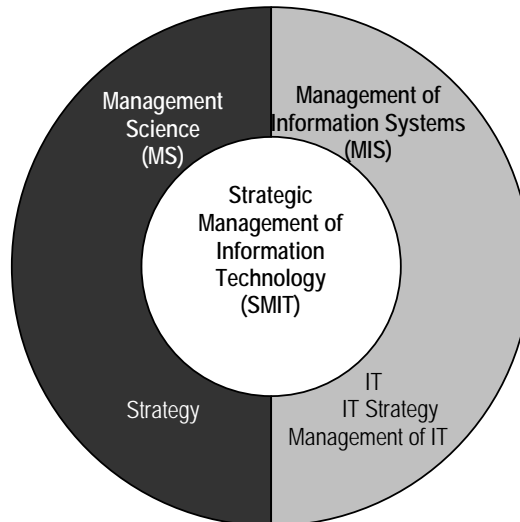 Management
Science
(MS)
Management of
Information Systems
(MIS)
Strategic
Management of
Information
Technology
(SMIT)
Strategy
IT
IT Strategy
Management of IT